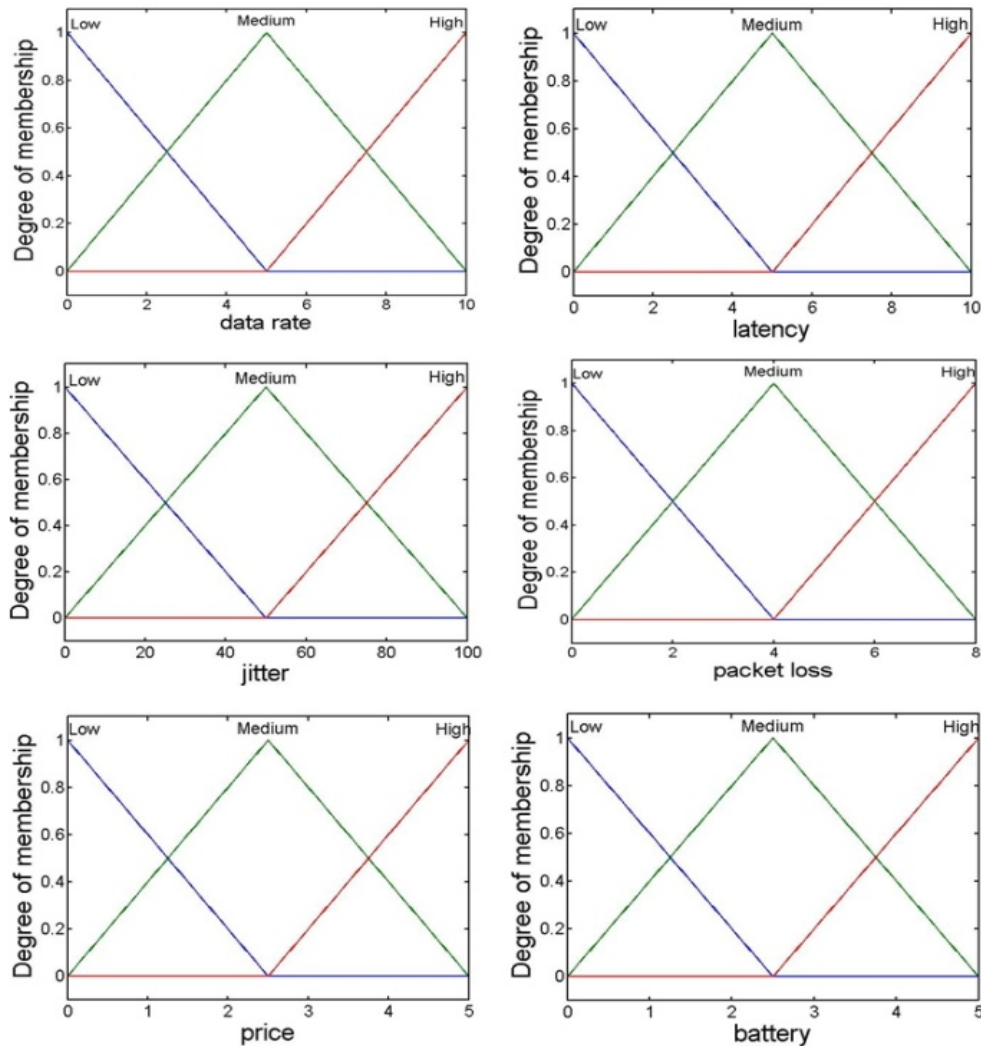 Low Medium High
Degree of membership
1
0.8
0.6
0.4
0.2
0
0 2 4 6 8 10
data rate
Low Medium High
Degree of membership
1
0.8
0.6
0.4
0.2
0
0 2 4 6 8 10
latency
Low Medium High
Degree of membership
1
0.8
0.6
0.4
0.2
0
0 20 40 60 80 100
jitter
Low Medium High
Degree of membership
1
0.8
0.6
0.4
0.2
0
0 2 4 6 8
packet loss
Low Medium High
Degree of membership
1
0.8
0.6
0.4
0.2
0
0 1 2 3 4 5
price
Low Medium High
Degree of membership
1
0.8
0.6
0.4
0.2
0
0 1 2 3 4 5
battery